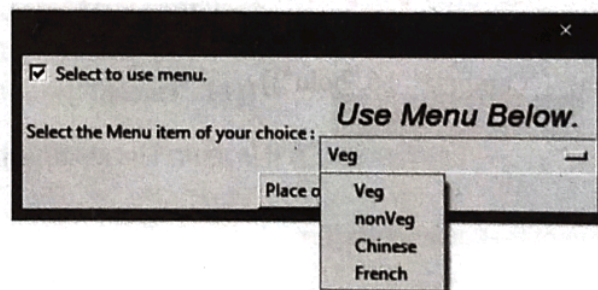 ×
Select to use menu.
Use Menu Below.
Select the Menu item of your choice :
Veg
Place o
Veg
nonVeg
Chinese
French